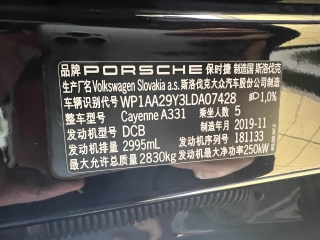 品牌 PORSCHE 保时捷 制造国 斯洛伐克
生产厂名 Volkswagen Slovakia a.s. 斯洛伐克大众汽车股份公司制造
车辆识别代号 WP1AA29Y3LDA07428 1,0%
整车型号 Cayenne A331 乘坐人数 5
发动机型号 DCB 制造年月 2019-11
发动机排量 2995mL 发动机号 181133
最大允许总质量 2830kg 发动机最大净功率 250kW